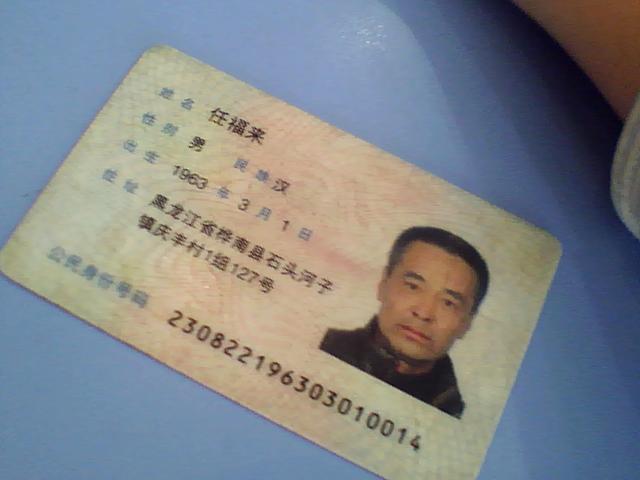 姓名 任福来
性别 男 民族 汉
出生 1963 年 3 月 1 日
住址 黑龙江省桦南县石头河子
镇庆丰村1组127号
公民身份号码 230822196303010014